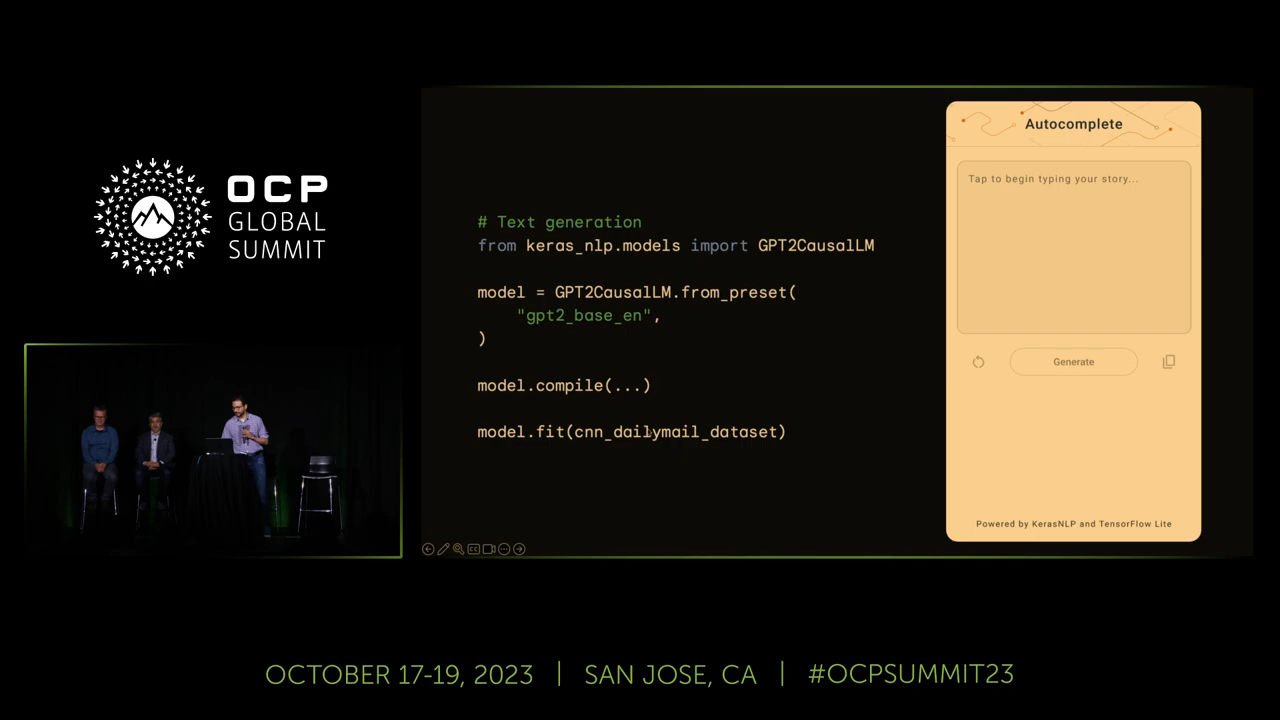 OCP
GLOBAL
SUMMIT
# Text generation
from keras_nlp.models import GPT2CausalLM
model = GPT2CausalLM.from_preset(
"gpt2_base_en",
)
model.compile(...)
model.fit(cnn_dailymail_dataset)
Autocomplete
Tap to begin typing your story...
Generate
Powered by KerasNLP and TensorFlow Lite
OCTOBER 17-19, 2023 | SAN JOSE, CA | #OCPSUMMIT23